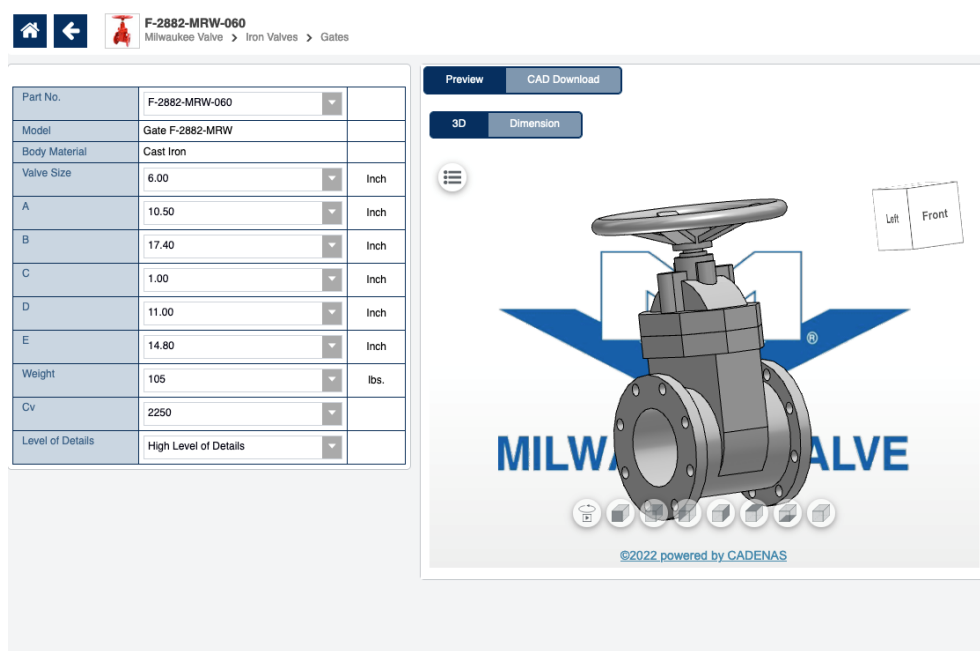 F-2882-MRW-060
Milwaukee Valve > Iron Valves > Gates
Part No. F-2882-MRW-060
Model Gate F-2882-MRW
Body Material Cast Iron
Valve Size 6.00 Inch
A 10.50 Inch
B 17.40 Inch
C 1.00 Inch
D 11.00 Inch
E 14.80 Inch
Weight 105 lbs.
Cv 2250
Level of Details High Level of Details
Preview CAD Download
3D Dimension
Left Front
®
MILW ALVE
©2022 powered by CADENAS